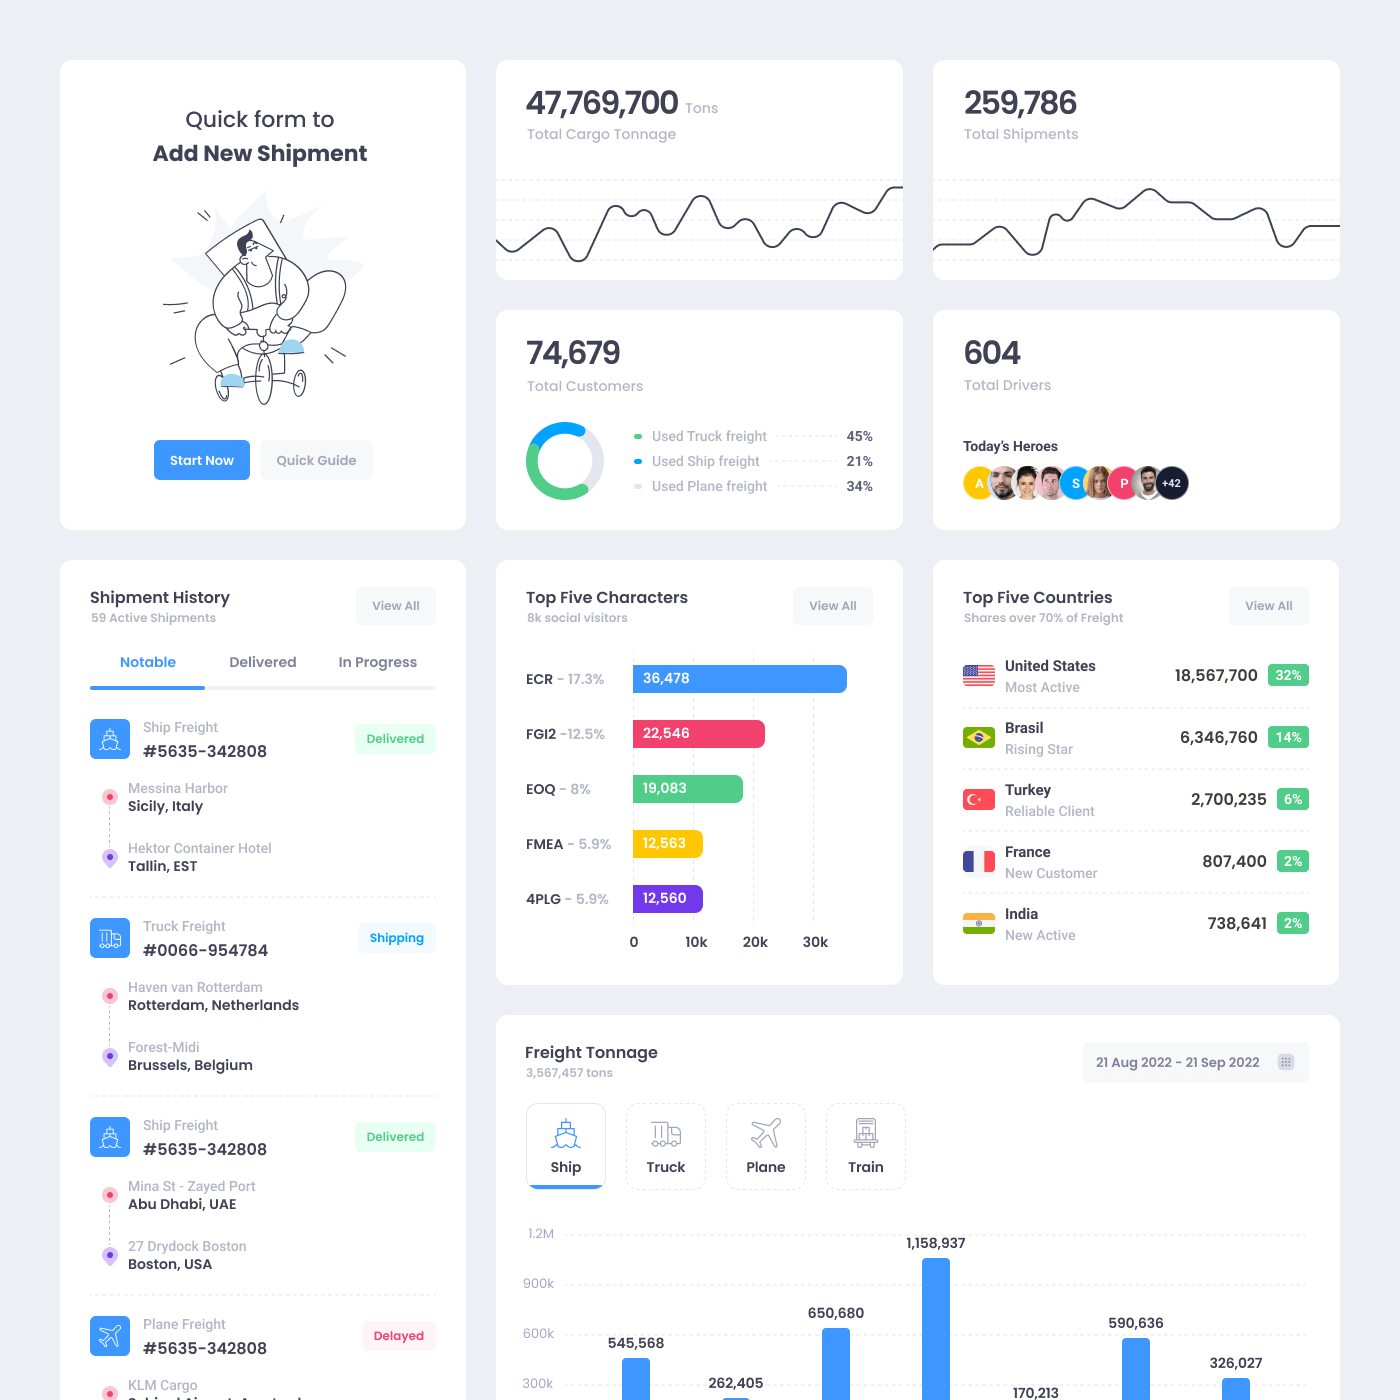 Quick form to
Add New Shipment
Start Now
Quick Guide
47,769,700 Tons
Total Cargo Tonnage
259,786
Total Shipments
74,679
Total Customers
Used Truck freight 45%
Used Ship freight 21%
Used Plane freight 34%
604
Total Drivers
Today's Heroes
A
S
P
+42
Shipment History
59 Active Shipments
View All
Notable
Delivered
In Progress
Ship Freight
#5635-342808
Delivered
Messina Harbor
Sicily, Italy
Hektor Container Hotel
Tallin, EST
Truck Freight
#0066-954784
Shipping
Haven van Rotterdam
Rotterdam, Netherlands
Forest-Midi
Brussels, Belgium
Ship Freight
#5635-342808
Delivered
Mina St - Zayed Port
Abu Dhabi, UAE
27 Drydock Boston
Boston, USA
Plane Freight
#5635-342808
Delayed
KLM Cargo
Top Five Characters
8k social visitors
View All
ECR - 17.3%
36,478
FGI2 -12.5%
22,546
EOQ - 8%
19,083
FMEA - 5.9%
12,563
4PLG - 5.9%
12,560
0 10k 20k 30k
Top Five Countries
Shares over 70% of Freight
View All
United States
Most Active
18,567,700
32%
Brasil
Rising Star
6,346,760
14%
Turkey
Reliable Client
2,700,235
6%
France
New Customer
807,400
2%
India
New Active
738,641
2%
Freight Tonnage
3,567,457 tons
21 Aug 2022 - 21 Sep 2022
Ship
Truck
Plane
Train
1.2M
900k
600k
300k
545,568
262,405
650,680
1,158,937
170,213
590,636
326,027